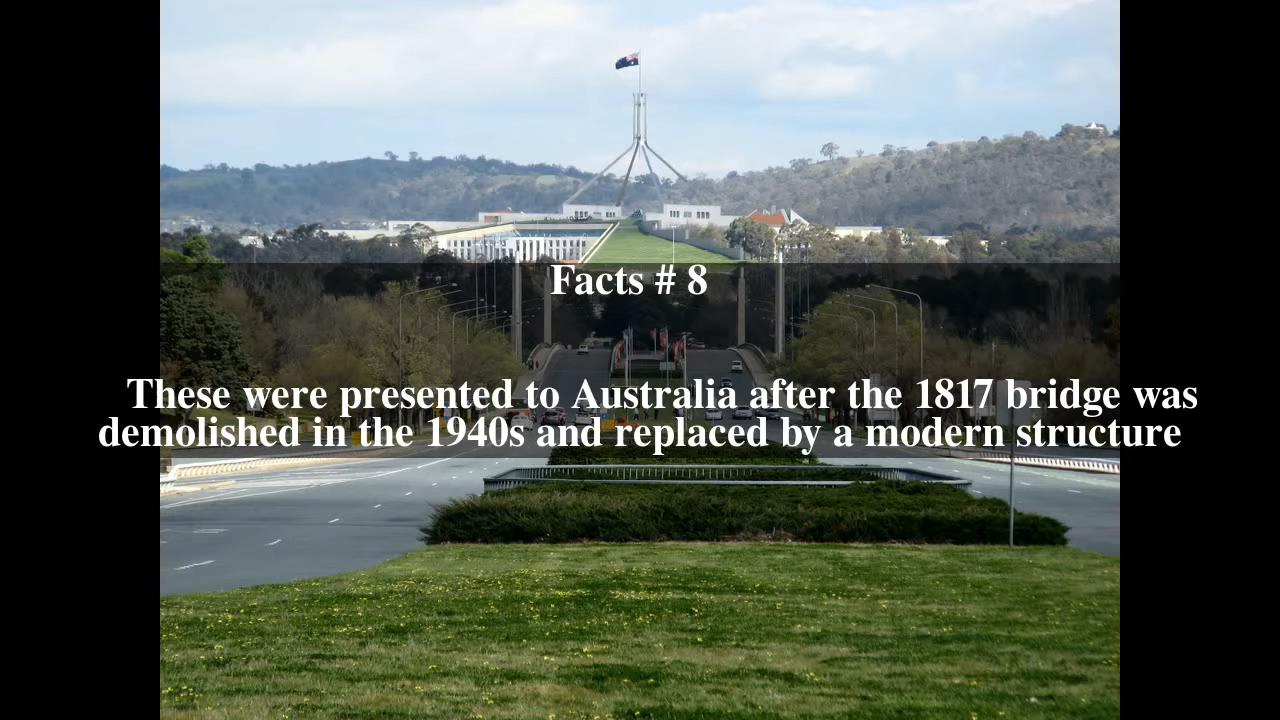 Facts # 8
These were presented to Australia after the 1817 bridge was
demolished in the 1940s and replaced by a modern structure